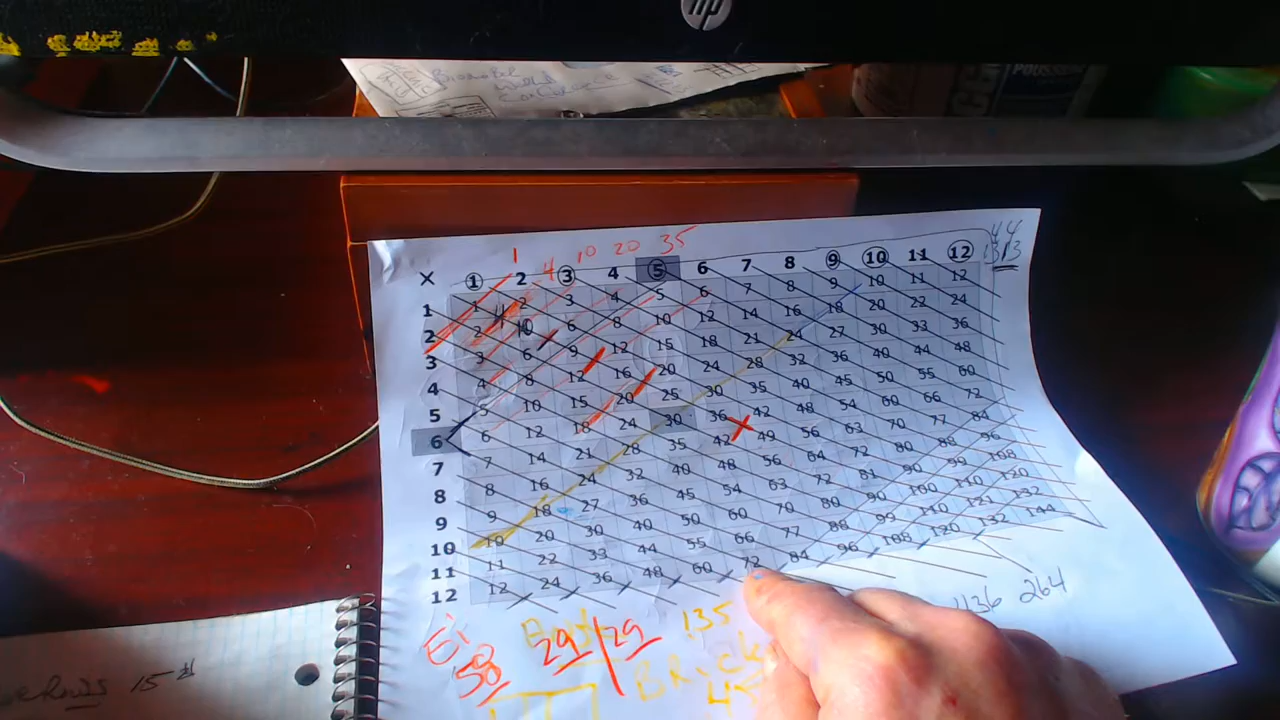 hp
POUSSIÈRES
1 4 10 20 35
44
1313
× 1 2 3 4 5 6 7 8 9 10 11 12
1 1 2 3 4 5 6 7 8 9 10 11 12
2 2 10 6 8 10 12 14 16 18 20 22 24
3 3 6 9 12 15 18 21 24 27 30 33 36
4 4 8 12 16 20 24 28 32 36 40 44 48
5 5 10 15 20 25 30 35 40 45 50 55 60
6 6 12 18 24 30 36 42 48 54 60 66 72
7 7 14 21 28 35 42 49 56 63 70 77 84
8 8 16 24 32 40 48 56 64 72 80 88 96
9 9 18 27 36 45 54 63 72 81 90 99 108
10 10 20 30 40 50 60 70 80 90 100 110 120
11 11 22 33 44 55 66 77 88 99 110 121 132
12 12 24 36 48 60 72 84 96 108 120 132 144
136 264
58 29/29 135
Brick
4
15